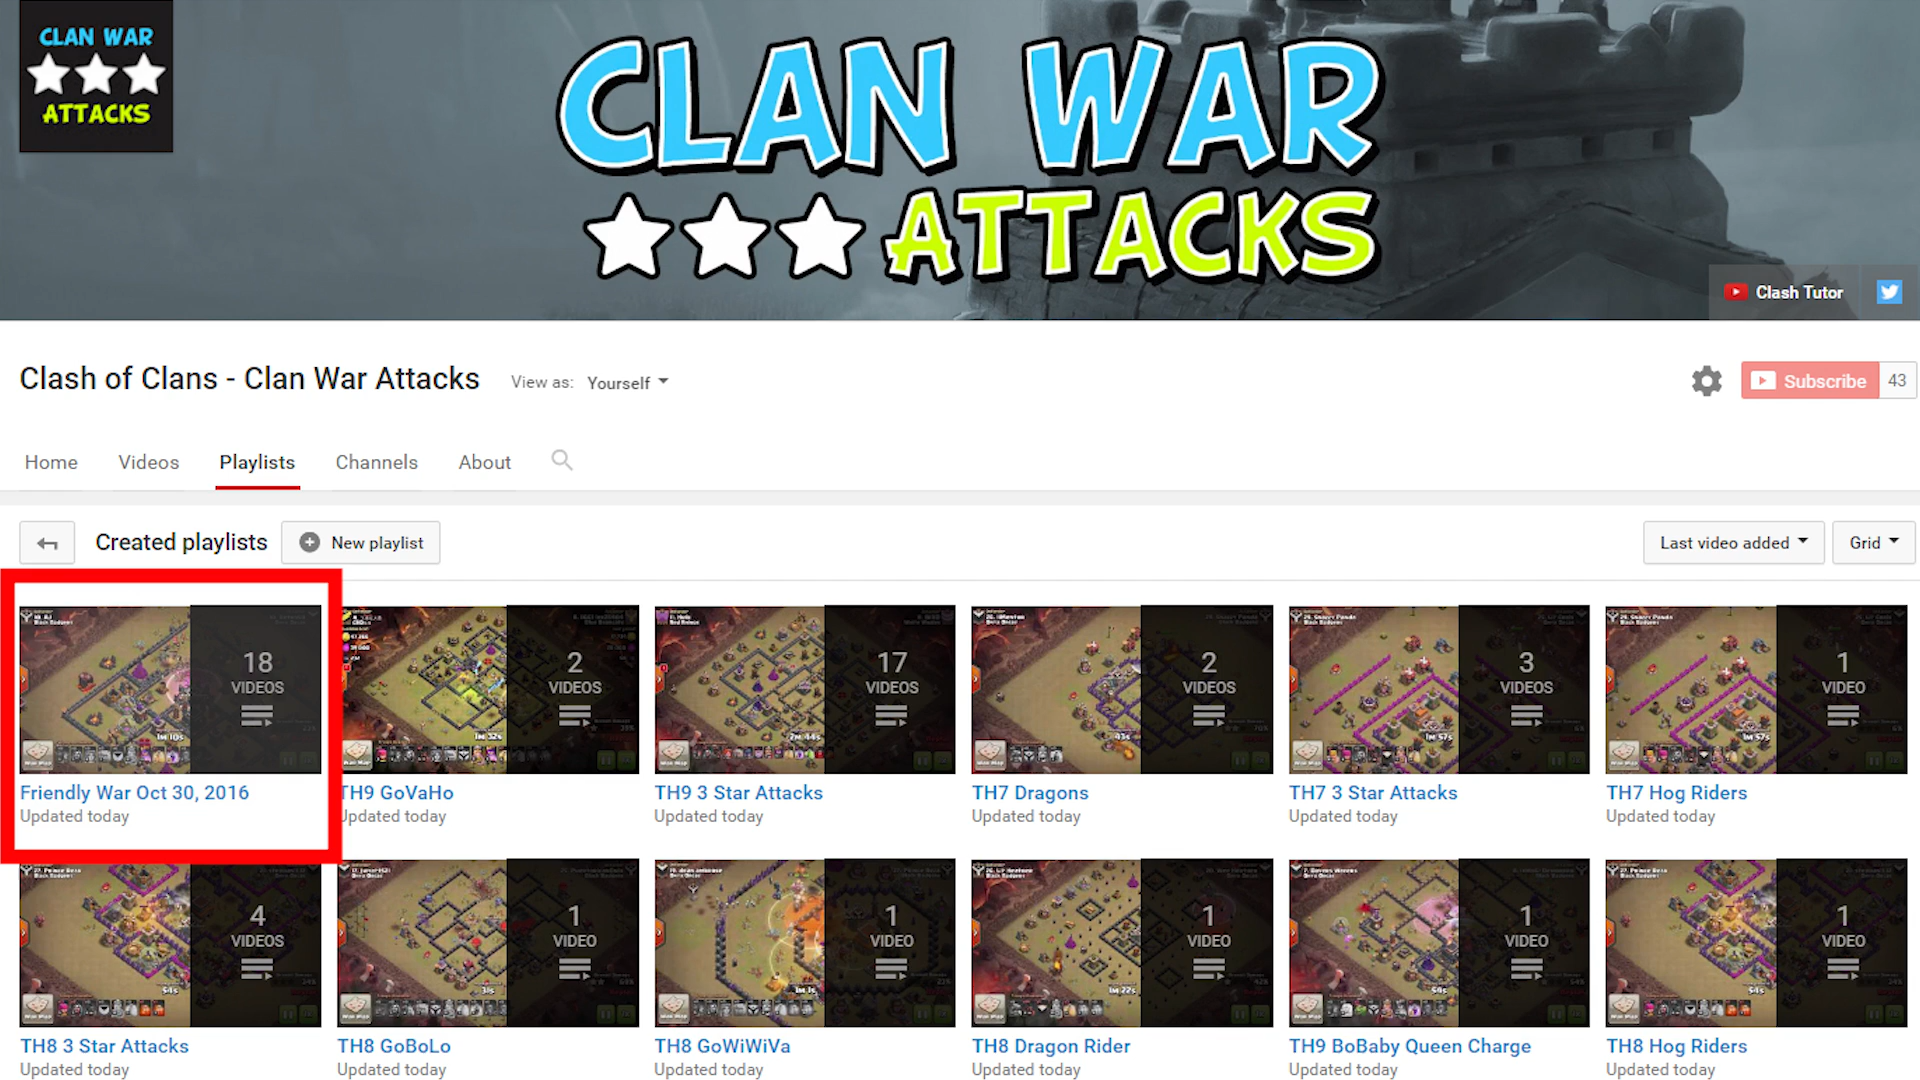 CLAN WAR
ATTACKS
CLAN WAR
ATTACKS
Clash Tutor
Clash of Clans - Clan War Attacks
View as: Yourself
Subscribe 43
Home Videos Playlists Channels About
Created playlists New playlist Last video added Grid
18 VIDEOS
2 VIDEOS
17 VIDEOS
2 VIDEOS
3 VIDEOS
1 VIDEO
Friendly War Oct 30, 2016
Updated today
TH9 GoVaHo
Updated today
TH9 3 Star Attacks
Updated today
TH7 Dragons
Updated today
TH7 3 Star Attacks
Updated today
TH7 Hog Riders
Updated today
4 VIDEOS
1 VIDEO
1 VIDEO
1 VIDEO
1 VIDEO
1 VIDEO
TH8 3 Star Attacks
Updated today
TH8 GoBoLo
Updated today
TH8 GoWiWiVa
Updated today
TH8 Dragon Rider
Updated today
TH9 BoBaby Queen Charge
Updated today
TH8 Hog Riders
Updated today